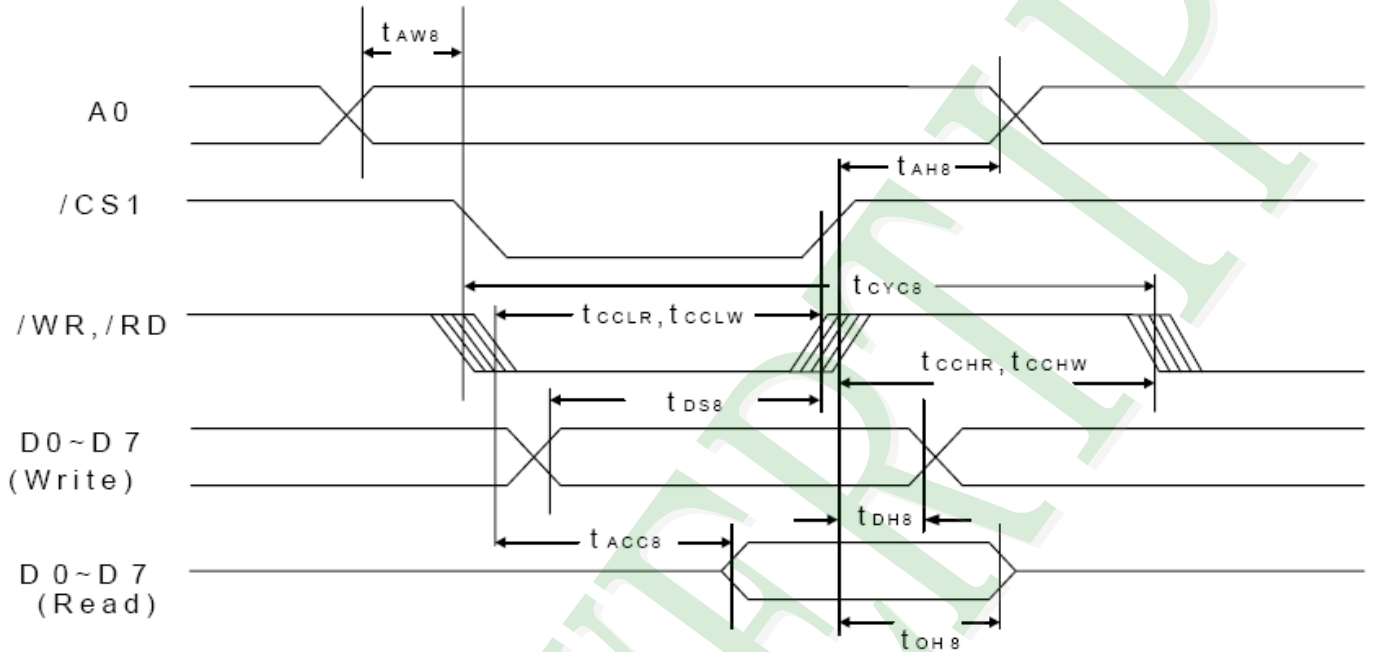 tAW8
A0
tAH8
/CS1
tCYC8
tCCLR, tCCLW
/WR, /RD
tCCHR, tCCHW
tDS8
D0~D7
(Write)
tDH8
tACC8
D0~D7
(Read)
tOH8